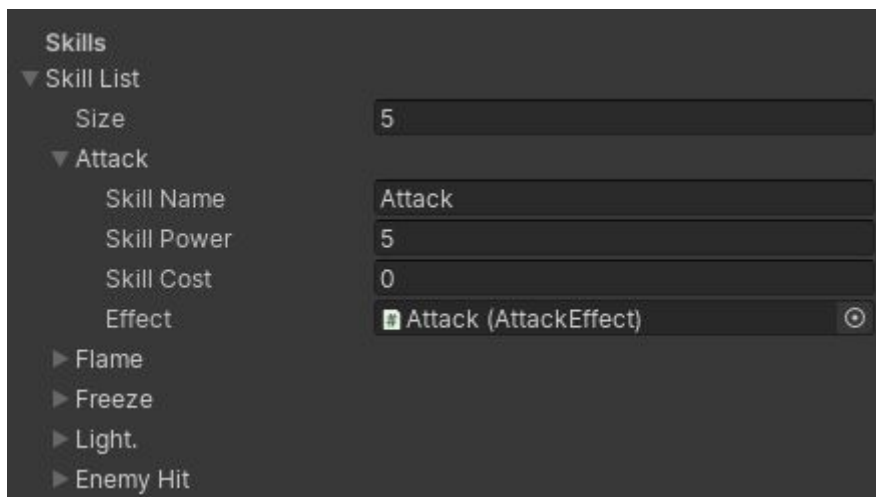 Skills
Skill List
Size 5
Attack
Skill Name Attack
Skill Power 5
Skill Cost 0
Effect # Attack (AttackEffect)
Flame
Freeze
Light.
Enemy Hit